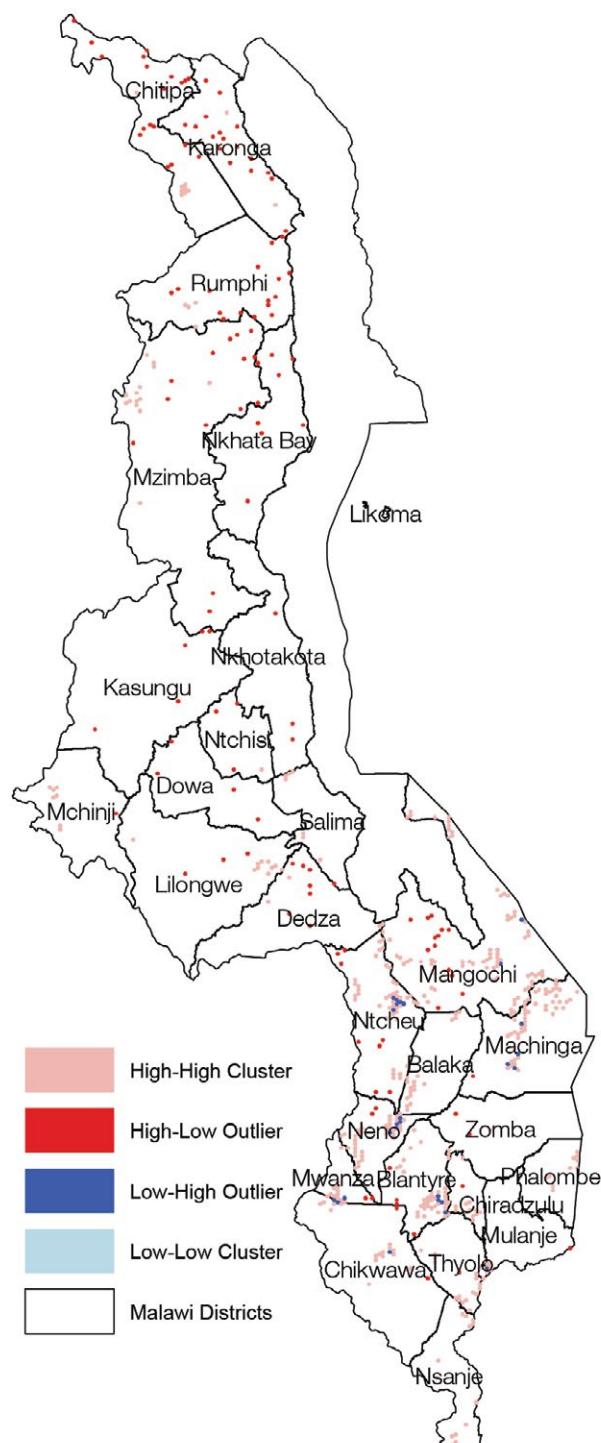 Chitipa
Karonga
Rumphi
Nkhata Bay
Mzimba
Likoma
Nkhotakota
Kasungu
Ntchisi
Dowa
Mchinji
Salima
Lilongwe
Dedza
Mangochi
Ntcheu
Machinga
Balaka
High-High Cluster
High-Low Outlier
Neno
Zomba
Mwanza
Blantyre
Phalombe
Chiradzulu
Low-High Outlier
Mulanje
Low-Low Cluster
Thyolo
Chikwawa
Malawi Districts
Nsanje